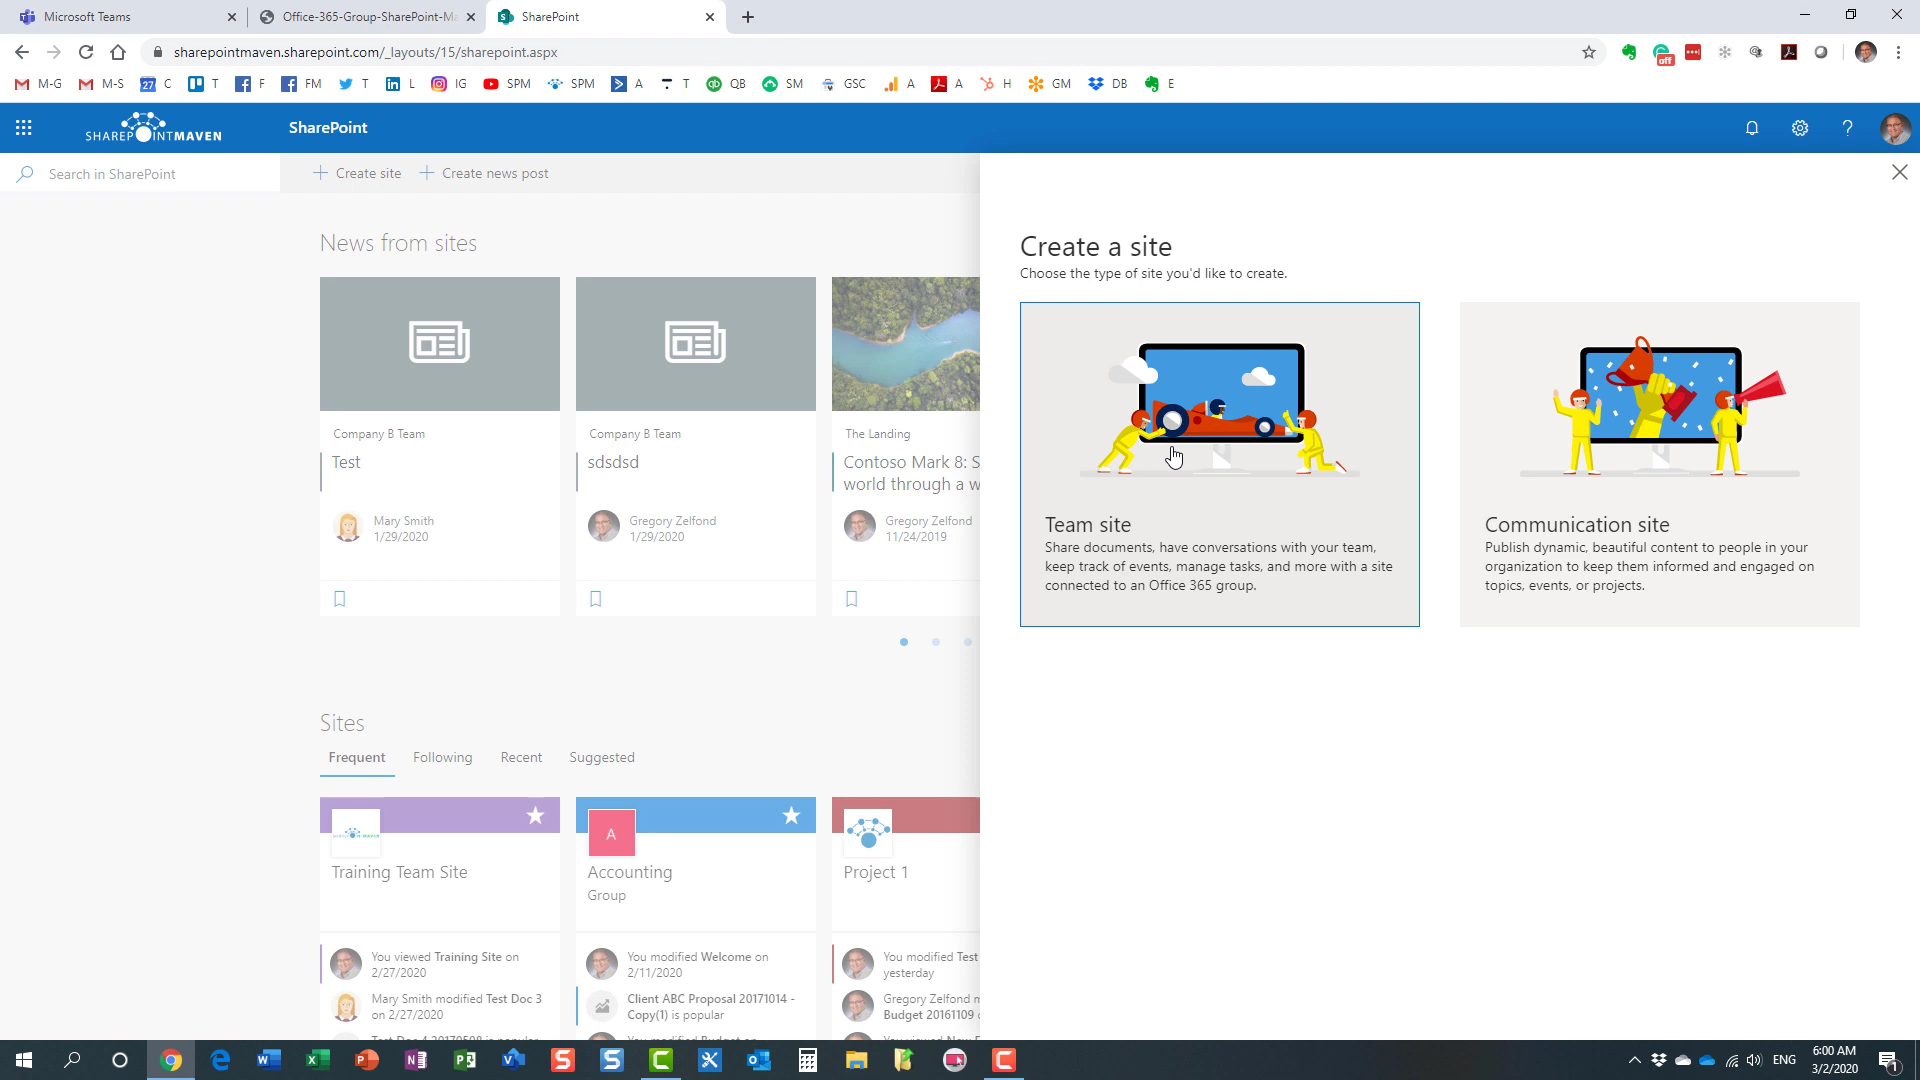 Microsoft Teams
Office-365-Group-SharePoint-Ma
SharePoint
sharepointmaven.sharepoint.com/_layouts/15/sharepoint.aspx
off
M-G
M-S
27
C
T
F
FM
T
L
IG
SPM
SPM
A
T
QB
SM
GSC
A
A
H
GM
DB
E
SHAREPOINTMAVEN
SharePoint
Search in SharePoint
Create site
Create news post
News from sites
Company B Team
Test
Mary Smith
1/29/2020
Company B Team
sdsdsd
Gregory Zelfond
1/29/2020
The Landing
Contoso Mark 8: S
world through a w
Gregory Zelfond
11/24/2019
Sites
Frequent
Following
Recent
Suggested
Training Team Site
You viewed Training Site on
2/27/2020
Mary Smith modified Test Doc 3
on 2/27/2020
A
Accounting
Group
You modified Welcome on
2/11/2020
Client ABC Proposal 20171014 -
Copy(1) is popular
Project 1
You modified Test
yesterday
Gregory Zelfond m
Budget 20161109
Create a site
Choose the type of site you'd like to create.
Team site
Share documents, have conversations with your team,
keep track of events, manage tasks, and more with a site
connected to an Office 365 group.
Communication site
Publish dynamic, beautiful content to people in your
organization to keep them informed and engaged on
topics, events, or projects.
ENG
6:00 AM
3/2/2020
1